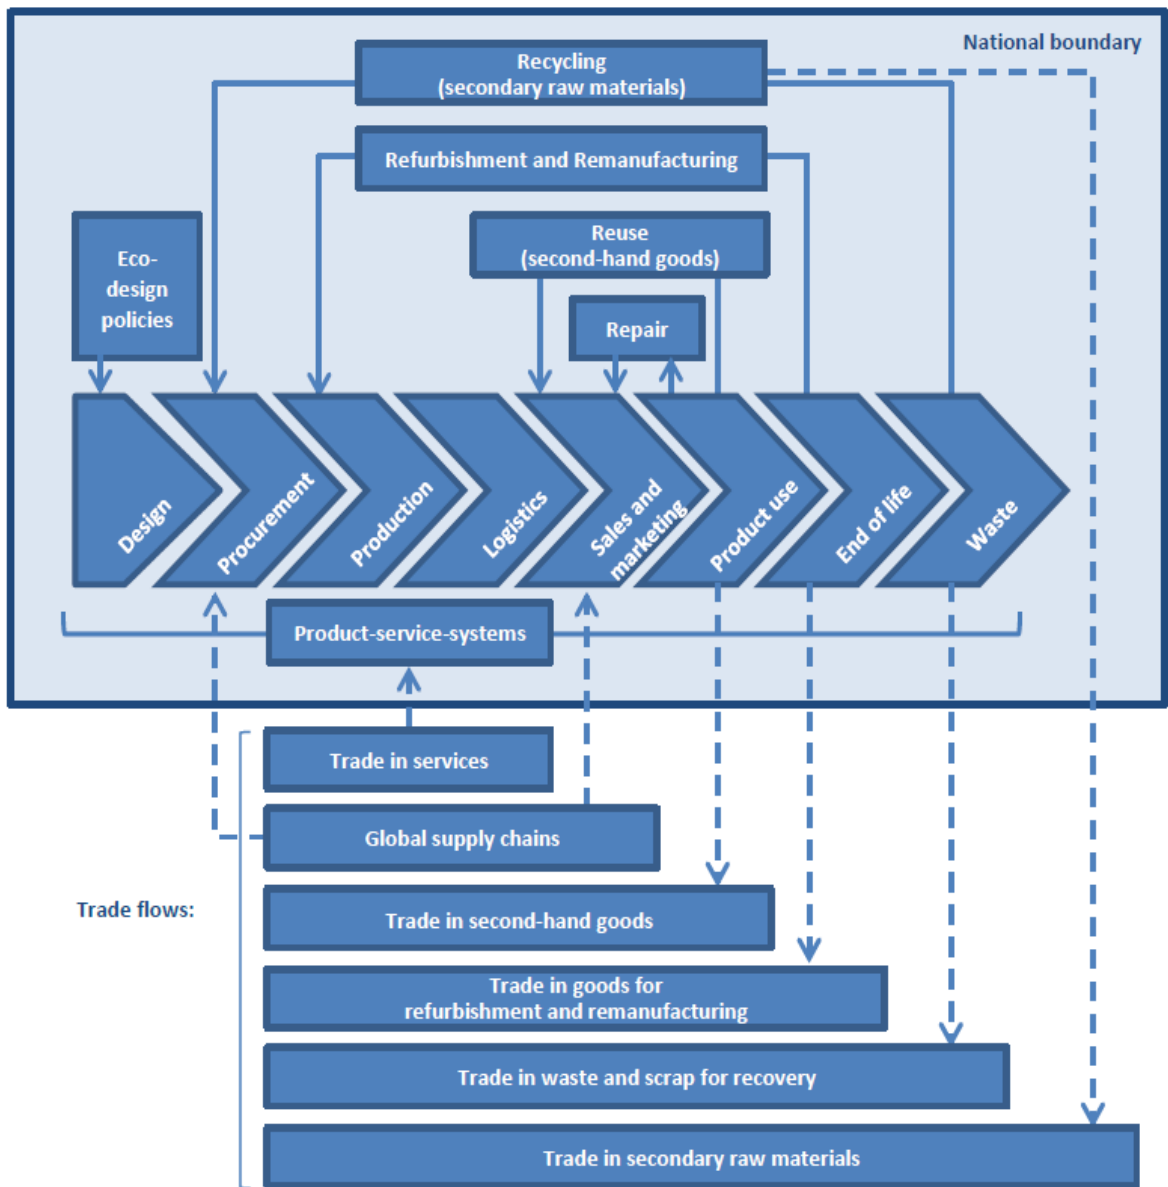 National boundary
Recycling
(secondary raw materials)
Refurbishment and Remanufacturing
Reuse
(second-hand goods)
Eco-
design
policies
Repair
Design
Procurement
Production
Logistics
Sales and
marketing
Product use
End of life
Waste
Product-service-systems
Trade in services
Global supply chains
Trade flows:
Trade in second-hand goods
Trade in goods for
refurbishment and remanufacturing
Trade in waste and scrap for recovery
Trade in secondary raw materials